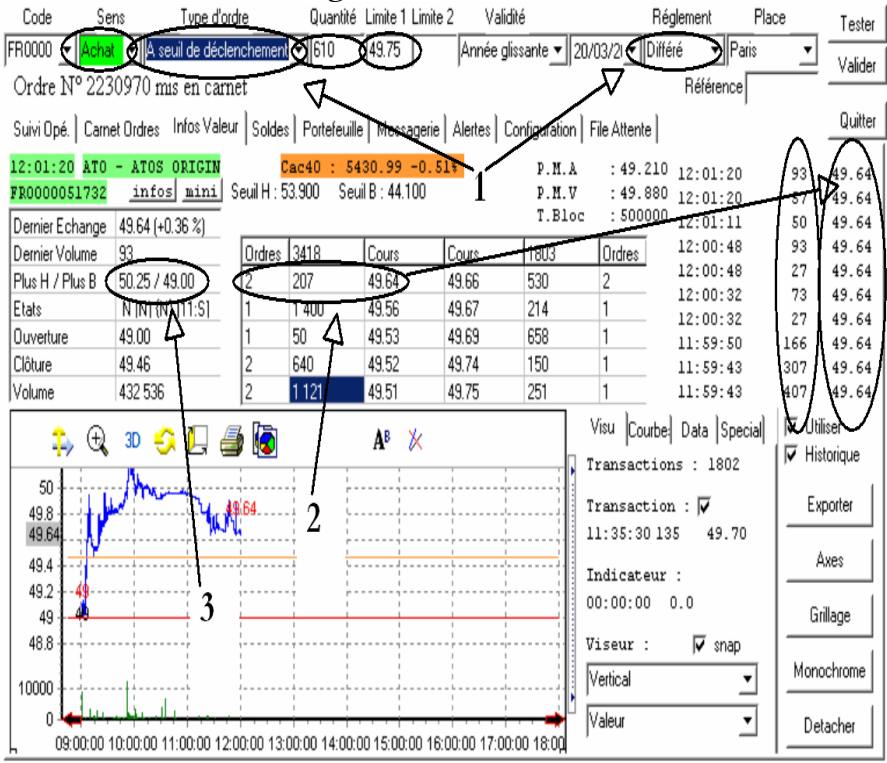 Code Sens Type d'ordre Quantité Limite 1 Limite 2 Validité Réglement Place Tester
FR0000 Achat A seuil de déclenchement 610 49.75 Année glissante 20/03/2 Différé Paris Valider
Ordre N° 2230970 mis en carnet Référence
Suivi Opé. Carnet Ordres Infos Valeur Soldes Portefeuille Messagerie Alertes Configuration File Attente Quitter
12:01:20 ATO - ATOS ORIGIN Cac40 : 5430.99 -0.51% P.M.A : 49.210 12:01:20 93 49.64
FR0000051732 infos mini Seuil H : 53.900 Seuil B : 44.100 1 P.M.V : 49.880 12:01:20 57 49.64
T.Bloc : 500000 12:01:11 50 49.64
Dernier Echange 49.64 (+0.36 %)
Dernier Volume 93 Ordres 3418 Cours Cours 1803 Ordres 12:00:48 93 49.64
Plus H / Plus B 50.25 / 49.00 2 207 49.64 49.66 530 2 12:00:48 27 49.64
12:00:32 73 49.64
Etats 1 1 400 49.56 49.67 214 1 12:00:32 27 49.64
Ouverture 49.00 1 50 49.53 49.69 658 1 11:59:50 166 49.64
Clôture 49.46 2 640 49.52 49.74 150 1 11:59:43 307 49.64
Volume 432 536 2 1 121 49.51 49.75 251 1 11:59:43 407 49.64
Visu Courbe: Data Special Utiliser
3D A B Historique
Transactions : 1802
50 Transaction : Exporter
49.8 49.64 2 11:35:30 135 49.70
49.64
49.4 Indicateur : Axes
49.2 49 3 00:00:00 0.0
49 49 Grillage
48.8 Viseur : snap
Vertical Monochrome
10000
0 Valeur Detacher
09:00:00 10:00:00 11:00:00 12:00:00 13:00:00 14:00:00 15:00:00 16:00:00 17:00:00 18:00